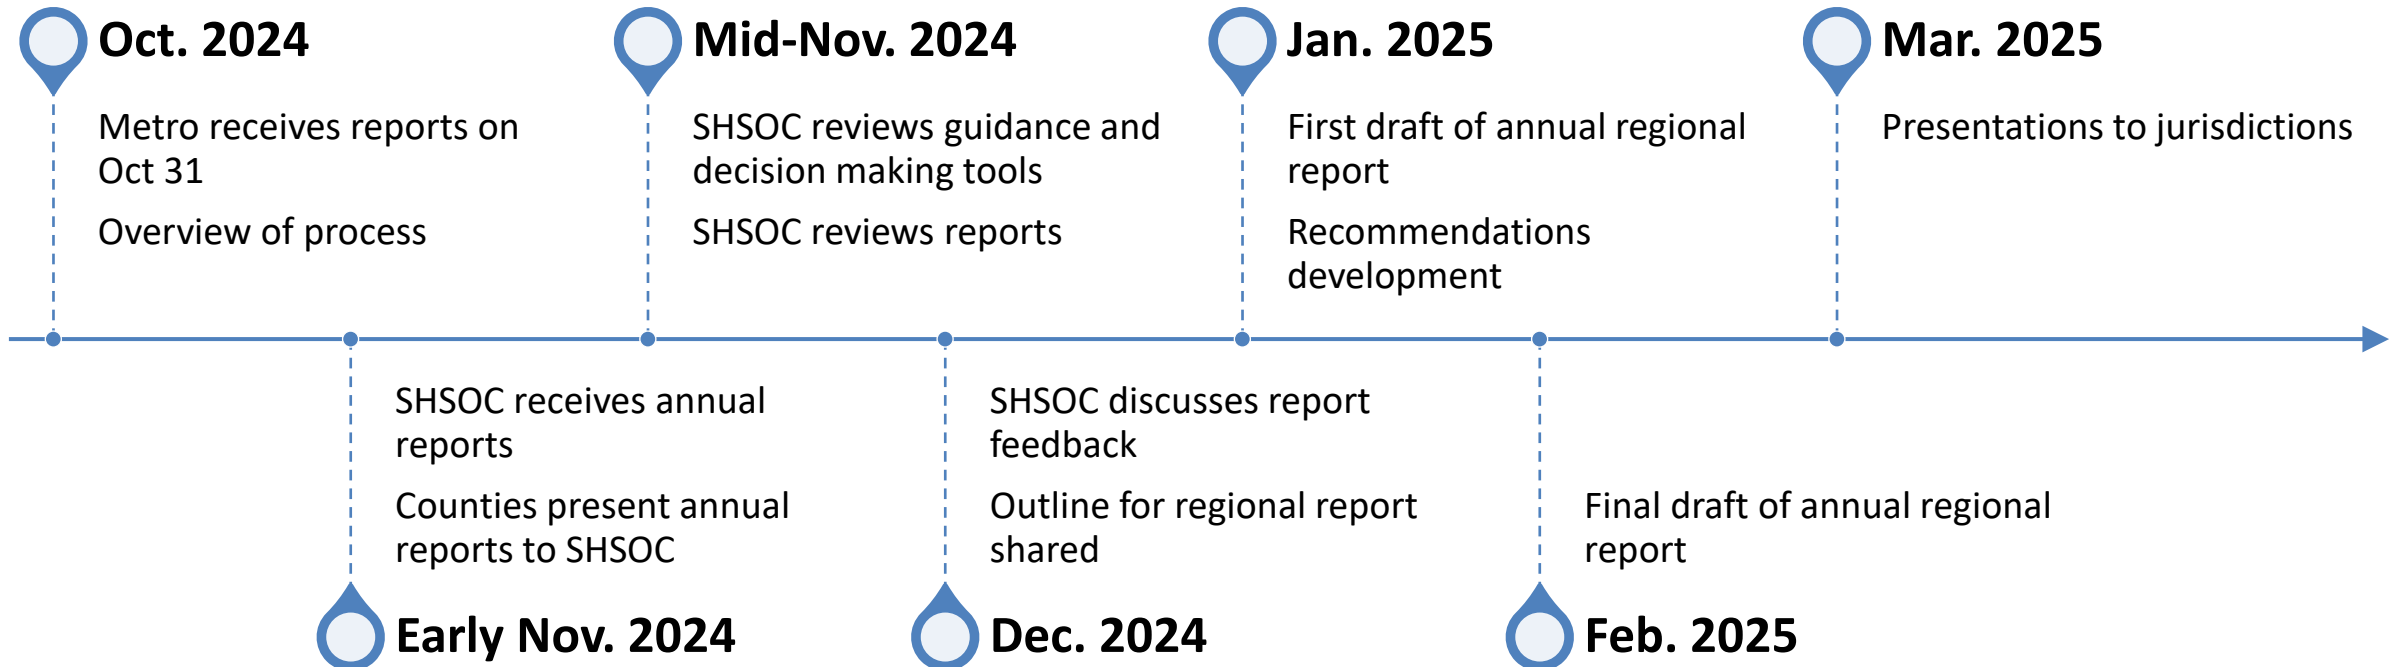 Oct. 2024
Metro receives reports on
Oct 31
Overview of process
Mid-Nov. 2024
SHSOC reviews guidance and
decision making tools
SHSOC reviews reports
Jan. 2025
First draft of annual regional
report
Recommendations
development
Mar. 2025
Presentations to jurisdictions
SHSOC receives annual
reports
Counties present annual
reports to SHSOC
Early Nov. 2024
SHSOC discusses report
feedback
Outline for regional report
shared
Dec. 2024
Final draft of annual regional
report
Feb. 2025